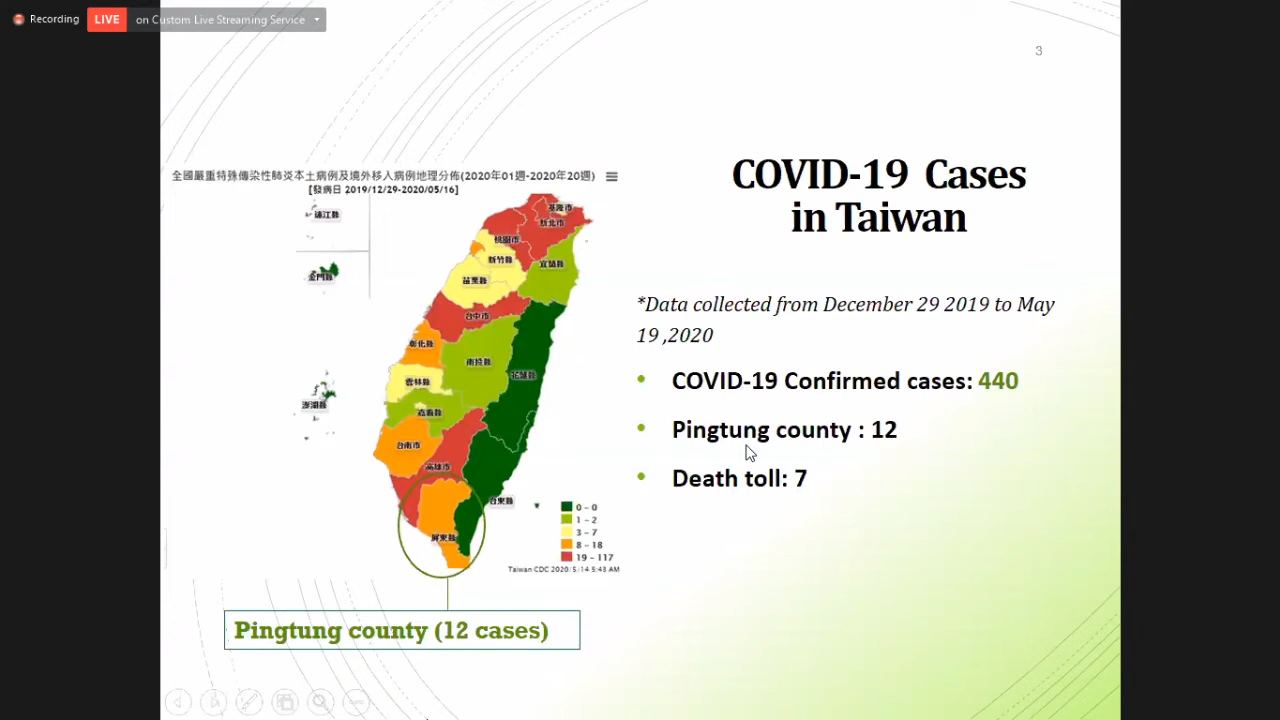 Recording
LIVE on Custom Live Streaming Service
3
COVID-19 Cases
in Taiwan
全國嚴重特殊傳染性肺炎本土病例及境外移入病例地理分佈(2020年01週-2020年20週)
[發病日 2019/12/29-2020/05/16]
連江縣
金門縣
澎湖縣
基隆市
新北市
桃園市
新竹縣
宜蘭縣
苗栗縣
台中市
彰化縣
南投縣
花蓮縣
雲林縣
嘉義縣
台南市
高雄市
台東縣
屏東縣
0 – 0
1 – 2
3 – 7
8 – 18
19 – 117
Taiwan CDC 2020/5/14 5:43 AM
Pingtung county (12 cases)
*Data collected from December 29 2019 to May
19 ,2020
• COVID-19 Confirmed cases: 440
• Pingtung county : 12
• Death toll: 7